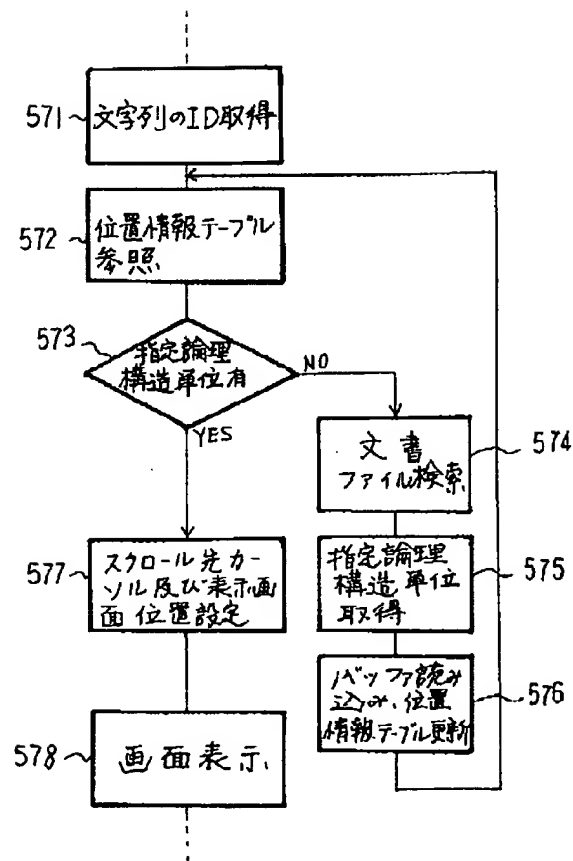 571
文字列のID取得
572
位置情報テーブル
参照
573
指定論理
構造単位有
NO
YES
文書
ファイル検索
574
指定論理
構造単位
取得
575
バッファ読み
込み、位置
情報テーブル更新
576
577
スクロール先カー
ソル及び表示画
面位置設定
578
画面表示